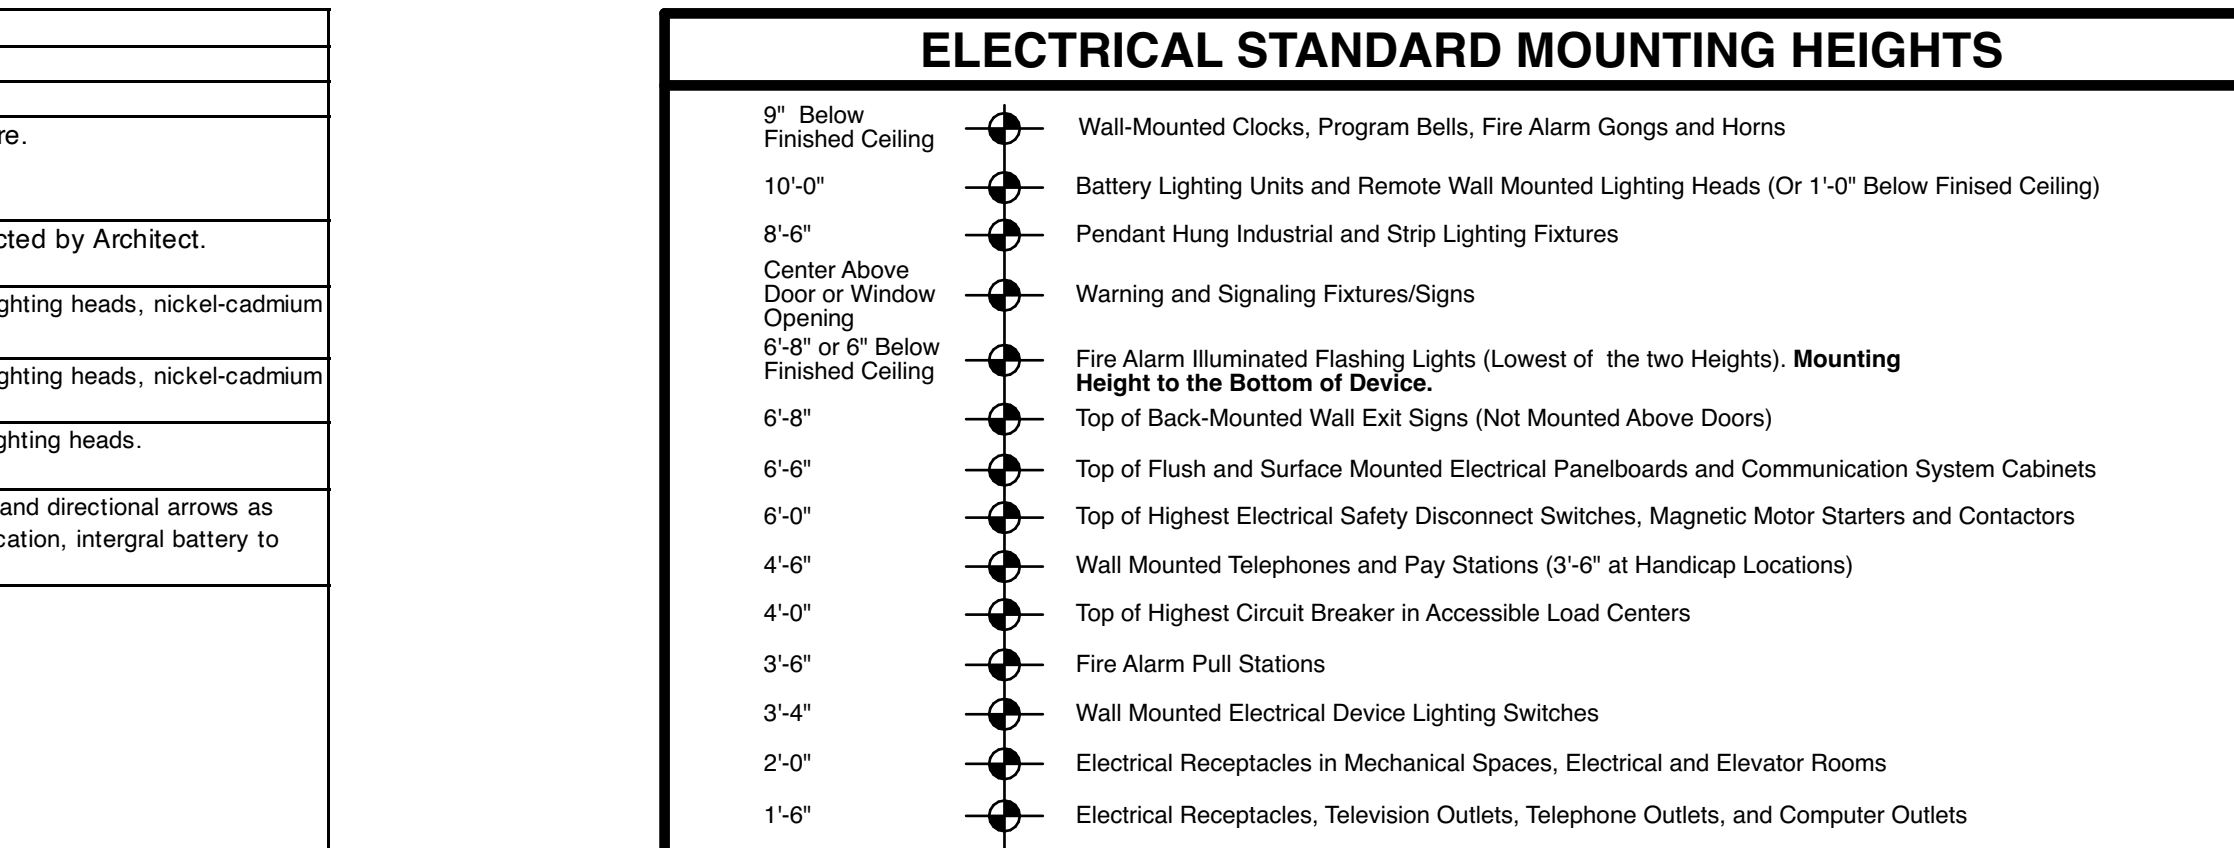 re.
cted by Architect.
ghting heads, nickel-cadmium
ghting heads, nickel-cadmium
ghting heads.
and directional arrows as
cation, intergral battery to
ELECTRICAL STANDARD MOUNTING HEIGHTS
9" Below
Finished Ceiling
Wall-Mounted Clocks, Program Bells, Fire Alarm Gongs and Horns
10'-0"
Battery Lighting Units and Remote Wall Mounted Lighting Heads (Or 1'-0" Below Finised Ceiling)
8'-6"
Pendant Hung Industrial and Strip Lighting Fixtures
Center Above
Door or Window
Opening
Warning and Signaling Fixtures/Signs
6'-8" or 6" Below
Finished Ceiling
Fire Alarm Illuminated Flashing Lights (Lowest of the two Heights). Mounting
Height to the Bottom of Device.
6'-8"
Top of Back-Mounted Wall Exit Signs (Not Mounted Above Doors)
6'-6"
Top of Flush and Surface Mounted Electrical Panelboards and Communication System Cabinets
6'-0"
Top of Highest Electrical Safety Disconnect Switches, Magnetic Motor Starters and Contactors
4'-6"
Wall Mounted Telephones and Pay Stations (3'-6" at Handicap Locations)
4'-0"
Top of Highest Circuit Breaker in Accessible Load Centers
3'-6"
Fire Alarm Pull Stations
3'-4"
Wall Mounted Electrical Device Lighting Switches
2'-0"
Electrical Receptacles in Mechanical Spaces, Electrical and Elevator Rooms
1'-6"
Electrical Receptacles, Television Outlets, Telephone Outlets, and Computer Outlets